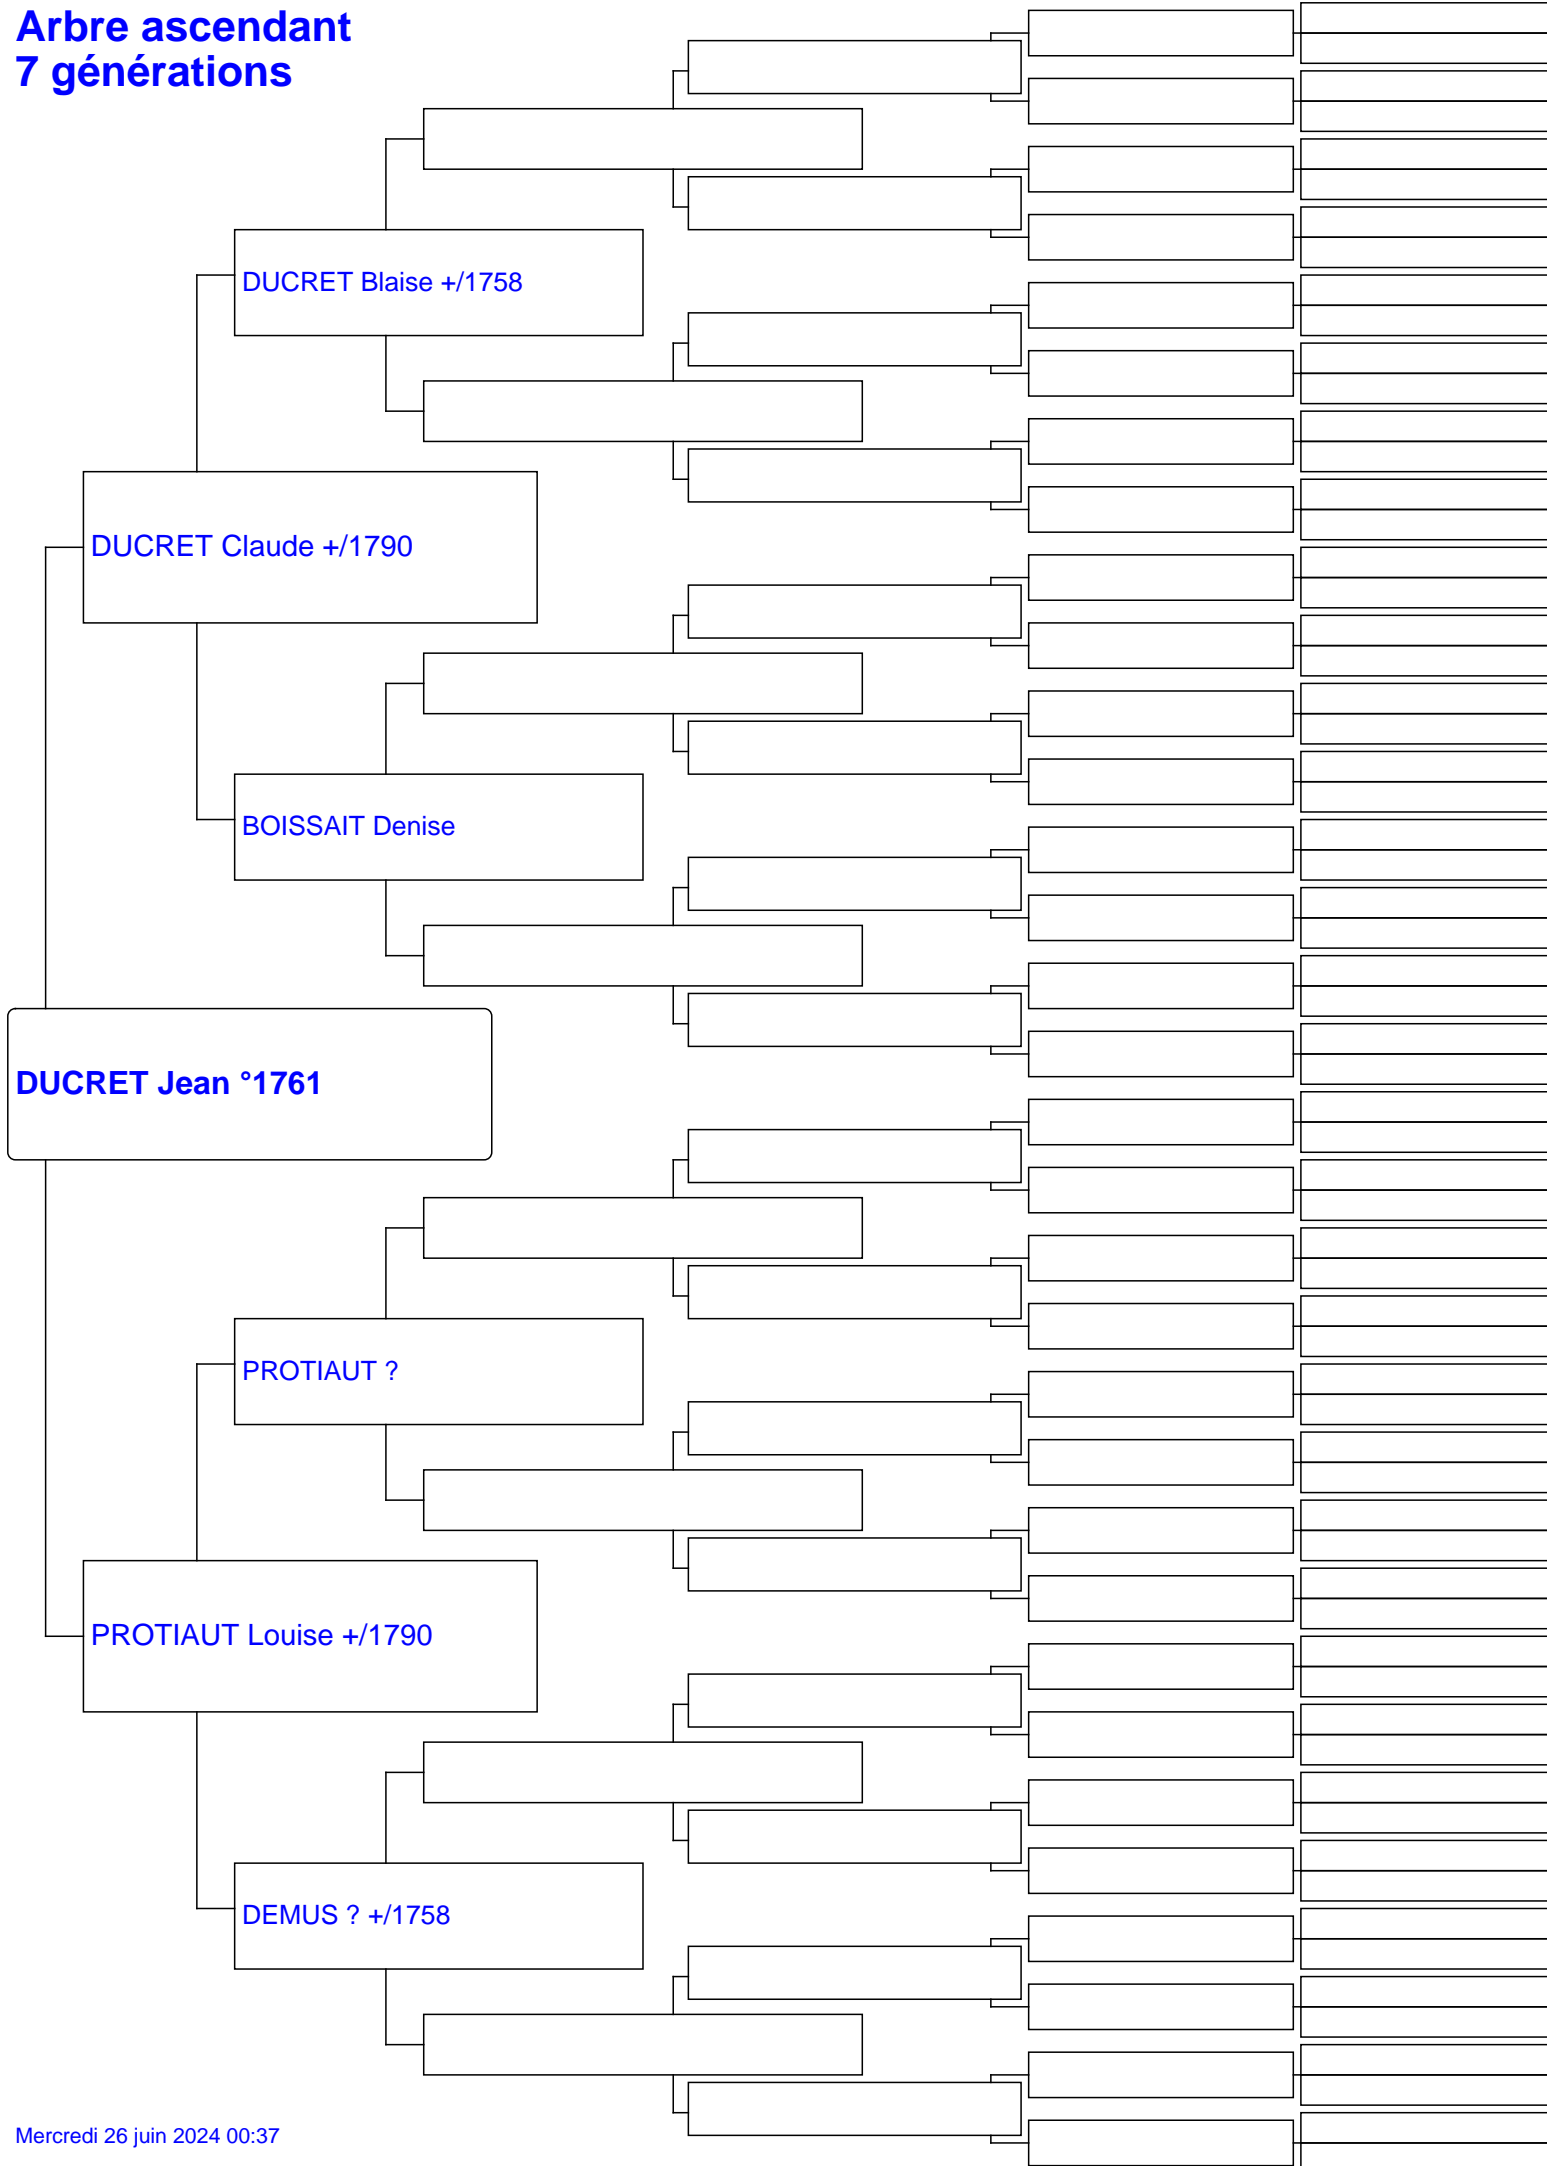 Arbre ascendant
7 générations
DUCRET Blaise +/1758
DUCRET Claude +/1790
BOISSAIT Denise
DUCRET Jean °1761
PROTIAUT ?
PROTIAUT Louise +/1790
DEMUS ? +/1758
Mercredi 26 juin 2024 00:37